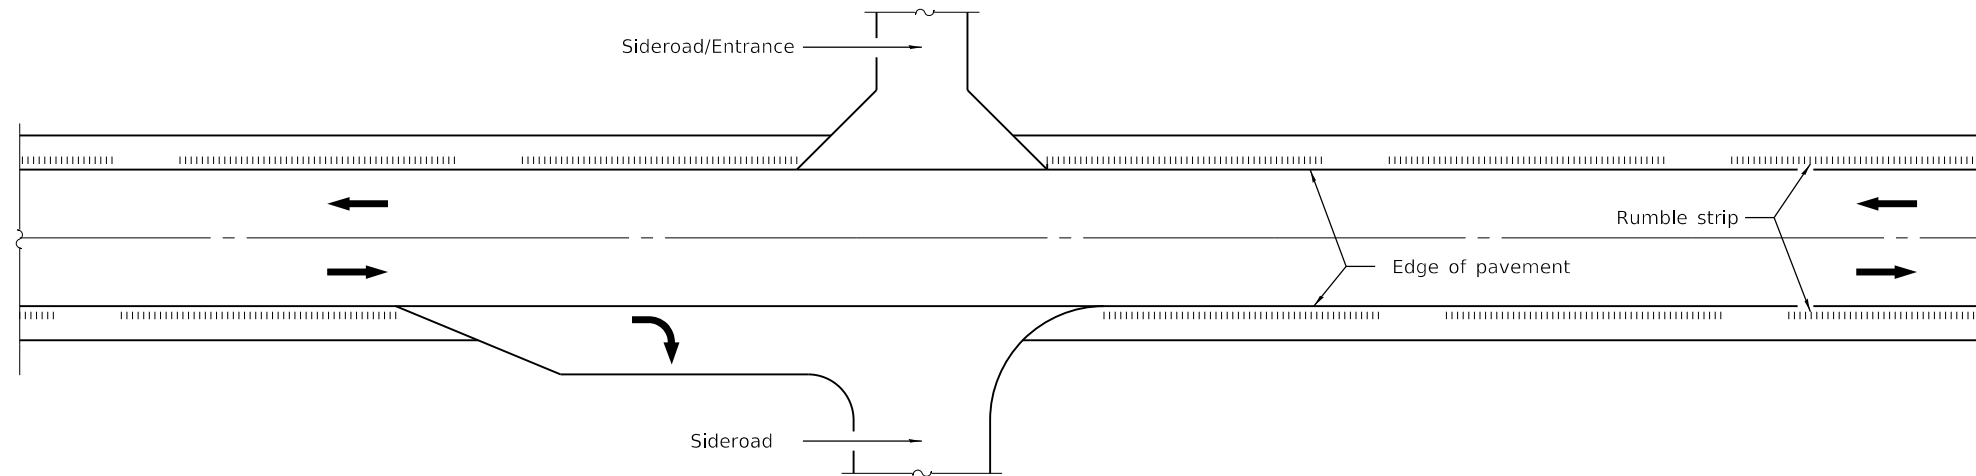 Sideroad/Entrance
Rumble strip
Edge of pavement
Sideroad